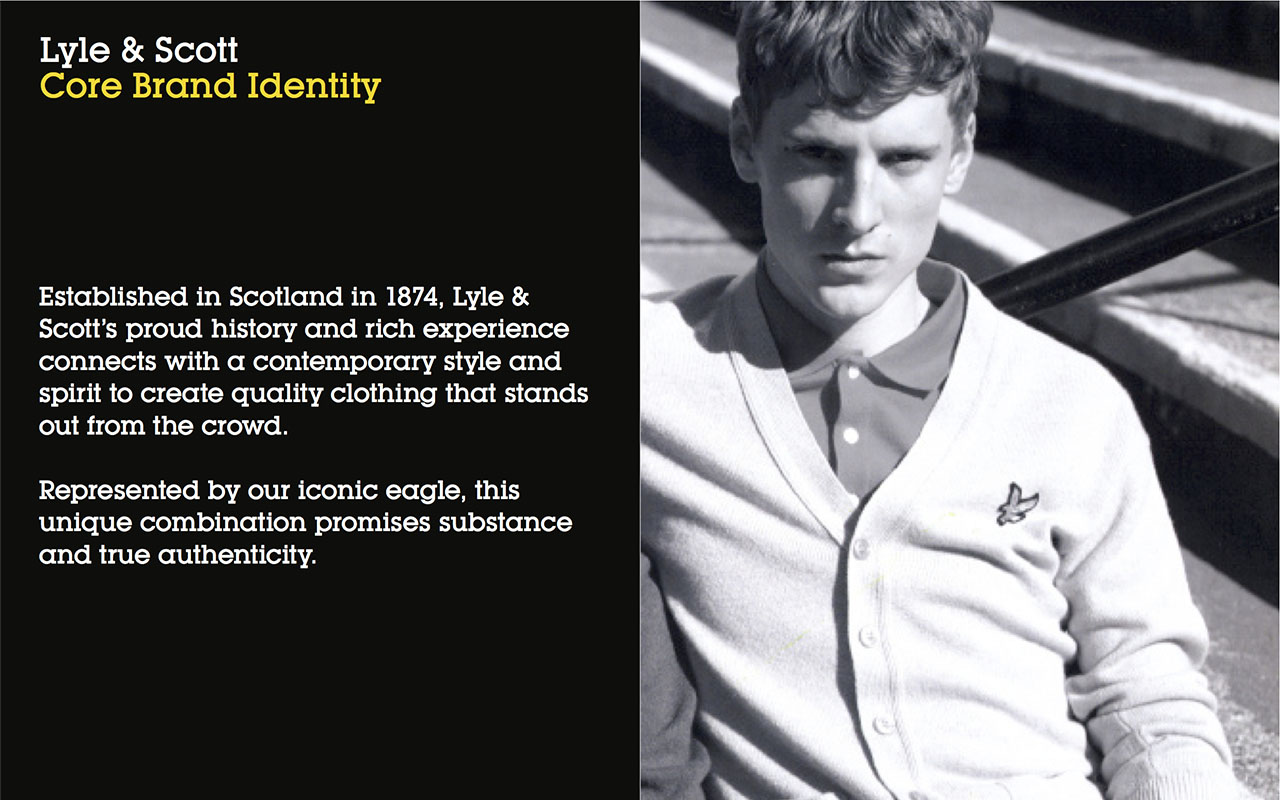 Lyle & Scott
Core Brand Identity
Established in Scotland in 1874, Lyle &
Scott’s proud history and rich experience
connects with a contemporary style and
spirit to create quality clothing that stands
out from the crowd.
Represented by our iconic eagle, this
unique combination promises substance
and true authenticity.